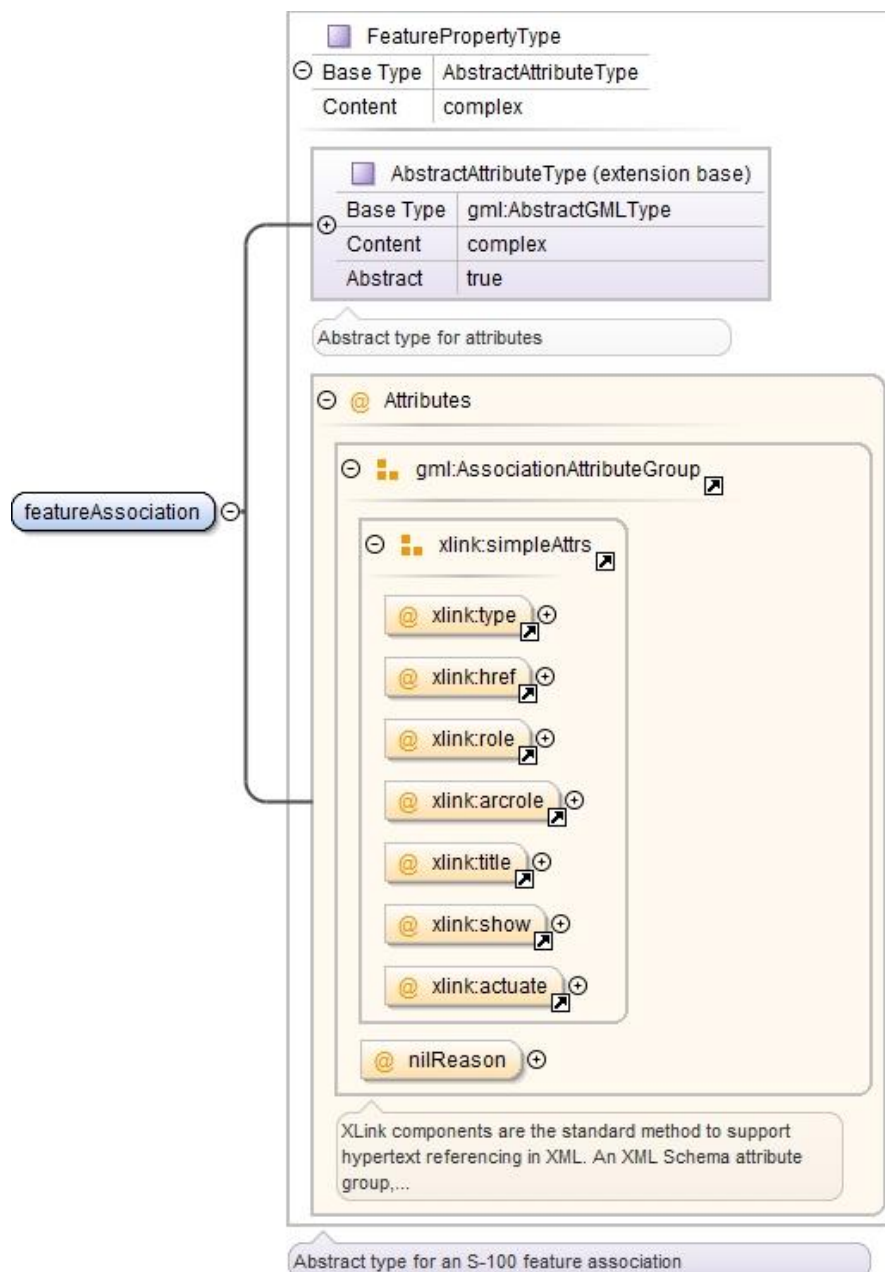 FeaturePropertyType
Base Type AbstractAttributeType
Content complex
AbstractAttributeType (extension base)
Base Type gml:AbstractGMLType
Content complex
Abstract true
Abstract type for attributes
@ Attributes
gml:AssociationAttributeGroup
featureAssociation
xlink:simpleAttrs
@ xlink:type
@ xlink:href
@ xlink:role
@ xlink:arcrole
@ xlink:title
@ xlink:show
@ xlink:actuate
@ nilReason
XLink components are the standard method to support
hypertext referencing in XML. An XML Schema attribute
group,...
Abstract type for an S-100 feature association